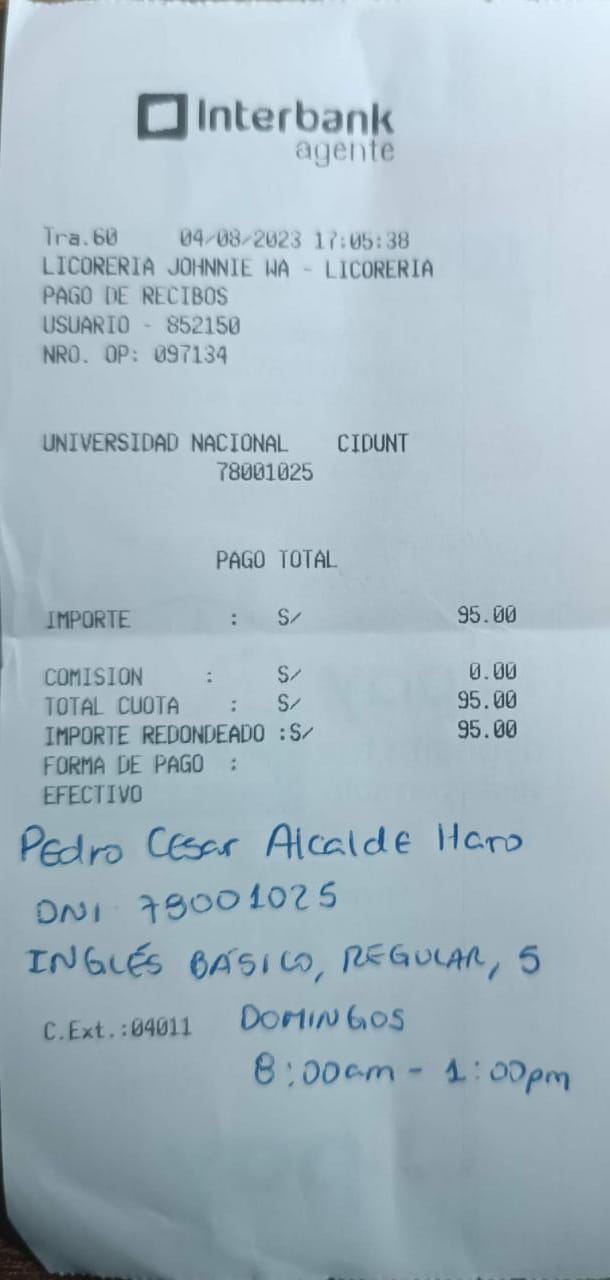 Interbank
agente
Tra.60 04/08/2023 17:05:38
LICORERIA JOHNNIE WA - LICORERIA
PAGO DE RECIBOS
USUARIO - 852150
NRO. OP: 097134
UNIVERSIDAD NACIONAL CIDUNT
78001025
PAGO TOTAL
IMPORTE : S/ 95.00
COMISION : S/ 0.00
TOTAL CUOTA : S/ 95.00
IMPORTE REDONDEADO :S/ 95.00
FORMA DE PAGO :
EFECTIVO
Pedro Cesar Alcalde Haro
DNI 78001025
INGLÉS BÁSICO, REGULAR, 5
C.Ext.:04011 DOMINGOS
8:00am - 1:00pm